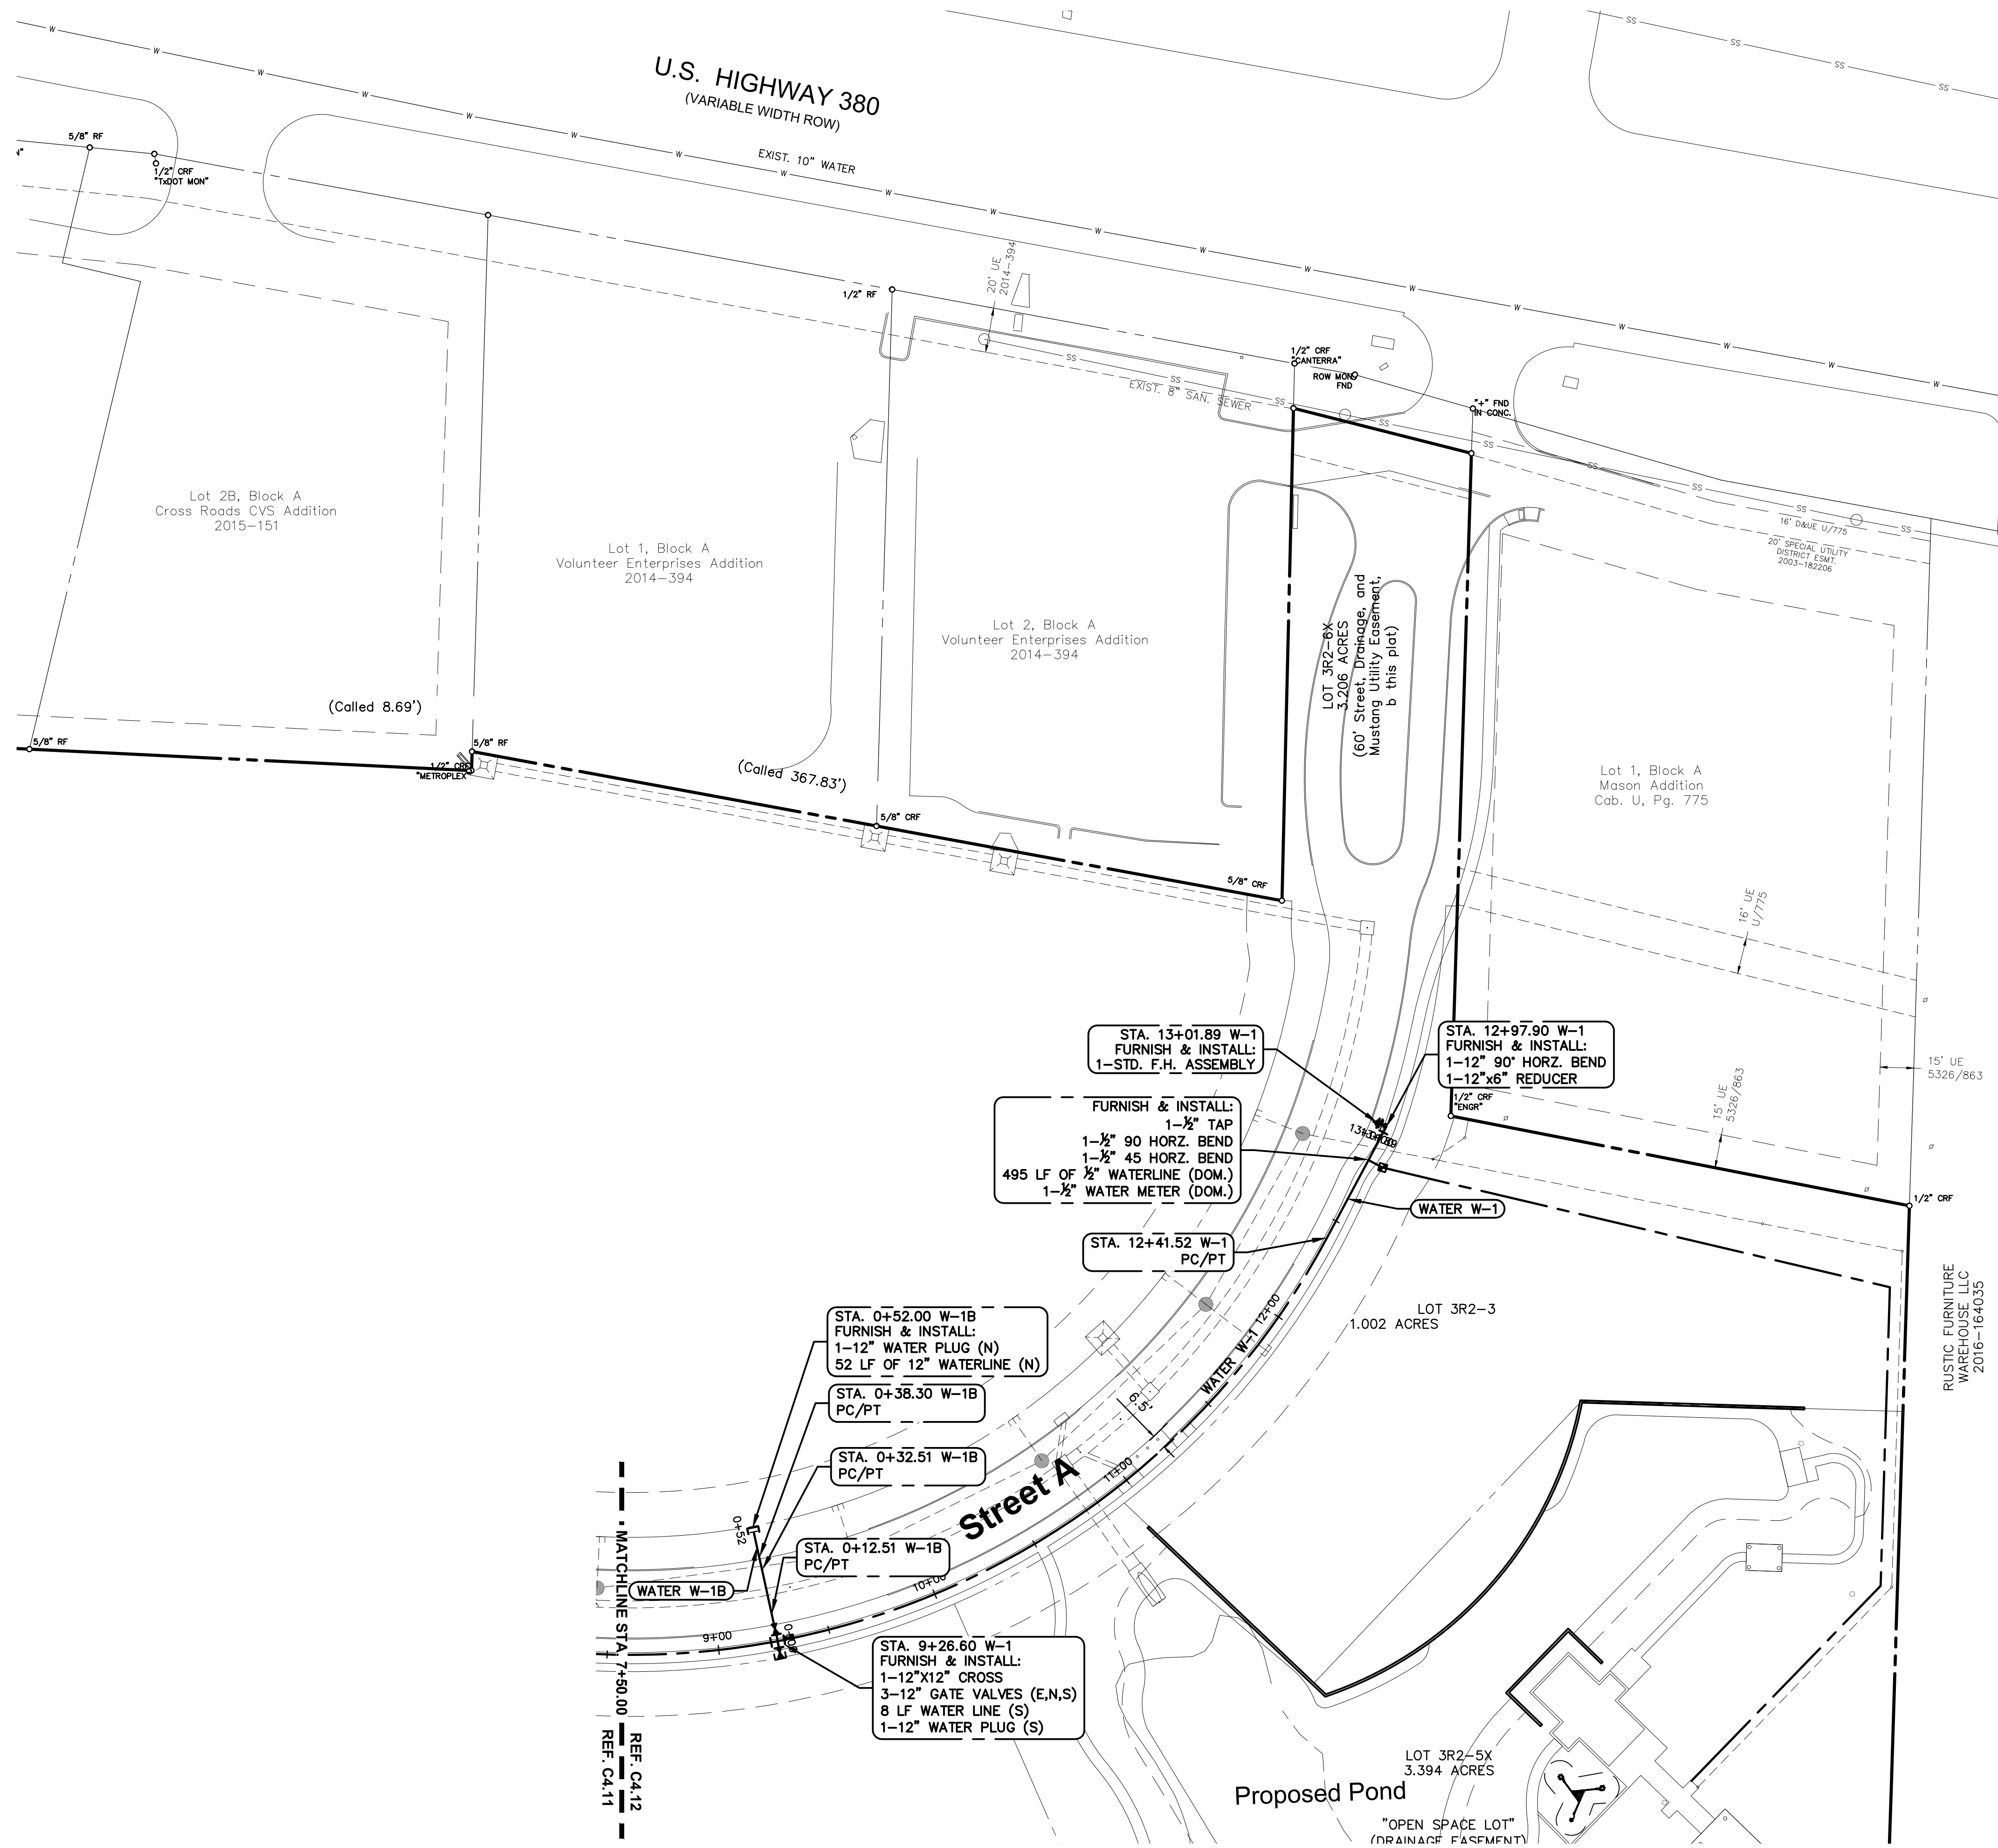 U.S. HIGHWAY 380
(VARIABLE WIDTH ROW)
EXIST. 10" WATER
5/8" RF
1/2" CRF
"TxDOT MON"
1/2" RF
20' UE
2014-394
1/2" CRF
"CANTERRA"
ROW MON
FND
"+" FND
IN CONC.
EXIST. 8" SAN. SEWER
16' D&UE U/775
20' SPECIAL UTILITY
DISTRICT ESMT.
2003-182206
Lot 2B, Block A
Cross Roads CVS Addition
2015-151
Lot 1, Block A
Volunteer Enterprises Addition
2014-394
Lot 2, Block A
Volunteer Enterprises Addition
2014-394
LOT 3R2-6X
3.206 ACRES
(60' Street, Drainage, and
Mustang Utility Easement,
b this plat)
Lot 1, Block A
Mason Addition
Cab. U, Pg. 775
(Called 8.69')
5/8" RF
5/8" RF
1/2" CRF
"METROPLEX"
(Called 367.83')
5/8" CRF
5/8" CRF
16' UE
U/775
15' UE
5326/863
15' UE
5326/863
STA. 13+01.89 W-1
FURNISH & INSTALL:
1-STD. F.H. ASSEMBLY
STA. 12+97.90 W-1
FURNISH & INSTALL:
1-12" 90° HORZ. BEND
1-12"x6" REDUCER
1/2" CRF
"ENGR"
FURNISH & INSTALL:
1-½" TAP
1-½" 90 HORZ. BEND
1-½" 45 HORZ. BEND
495 LF OF ½" WATERLINE (DOM.)
1-½" WATER METER (DOM.)
WATER W-1
1/2" CRF
STA. 12+41.52 W-1
PC/PT
RUSTIC FURNITURE
WAREHOUSE LLC
2016-164035
LOT 3R2-3
1.002 ACRES
12+00
WATER W-1
6.5'
11+00
Street A
STA. 0+52.00 W-1B
FURNISH & INSTALL:
1-12" WATER PLUG (N)
52 LF OF 12" WATERLINE (N)
STA. 0+38.30 W-1B
PC/PT
STA. 0+32.51 W-1B
PC/PT
0+52
STA. 0+12.51 W-1B
PC/PT
WATER W-1B
10+00
9+00
STA. 9+26.60 W-1
FURNISH & INSTALL:
1-12"X12" CROSS
3-12" GATE VALVES (E,N,S)
8 LF WATER LINE (S)
1-12" WATER PLUG (S)
MATCHLINE STA. 7+50.00
REF. C4.12
REF. C4.11
LOT 3R2-5X
3.394 ACRES
Proposed Pond
"OPEN SPACE LOT"
(DRAINAGE EASEMENT)